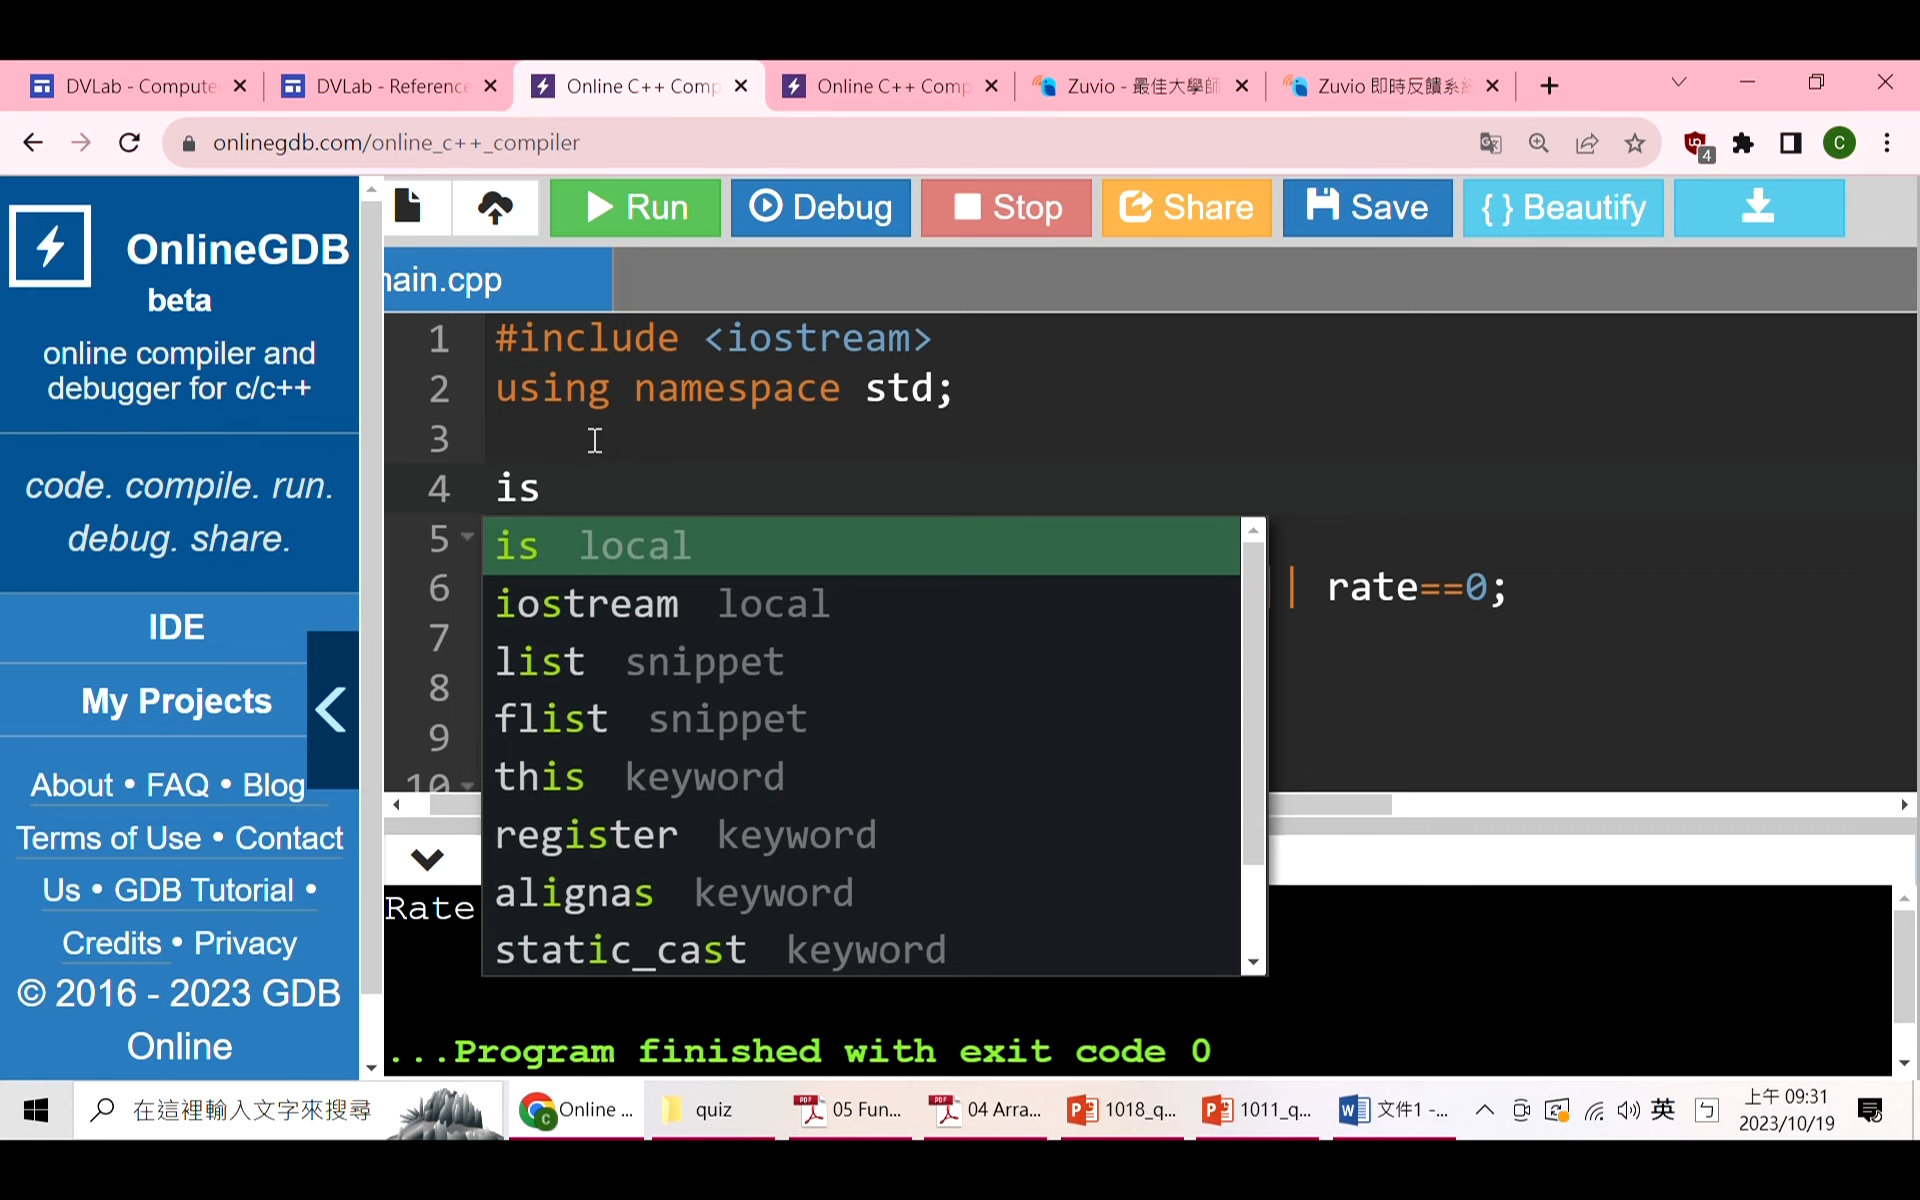 DVLab - Compute
DVLab - Reference
Online C++ Comp
Online C++ Comp
Zuvio - 最佳大學師
Zuvio 即時反饋系
onlinegdb.com/online_c++_compiler
4
C
Run
Debug
Stop
Share
Save
{ } Beautify
OnlineGDB
beta
online compiler and
debugger for c/c++
code. compile. run.
debug. share.
IDE
My Projects
About • FAQ • Blog
Terms of Use • Contact
Us • GDB Tutorial •
Credits • Privacy
© 2016 - 2023 GDB
Online
main.cpp
1 #include <iostream>
2 using namespace std;
3
4 is
5
6 | rate==0;
7
8
9
10
is local
iostream local
list snippet
flist snippet
this keyword
register keyword
alignas keyword
static_cast keyword
Rate
...Program finished with exit code 0
在這裡輸入文字來搜尋
Online ...
quiz
05 Fun...
04 Arra...
1018_q...
1011_q...
文件1 -...
英
上午 09:31
2023/10/19